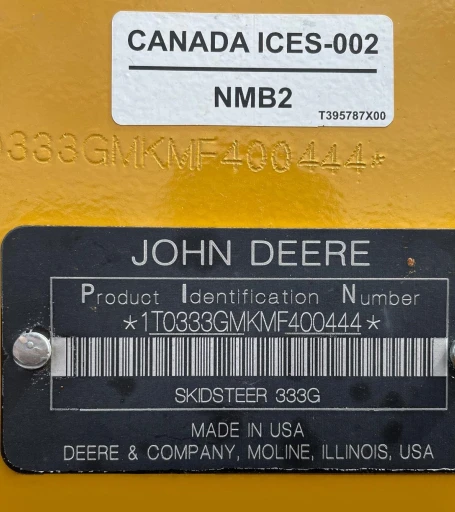 CANADA ICES-002
NMB2
T395787X00
0333GMKMF400444*
JOHN DEERE
Product Identification Number
*1T0333GMKMF400444*
SKIDSTEER 333G
MADE IN USA
DEERE & COMPANY, MOLINE, ILLINOIS, USA